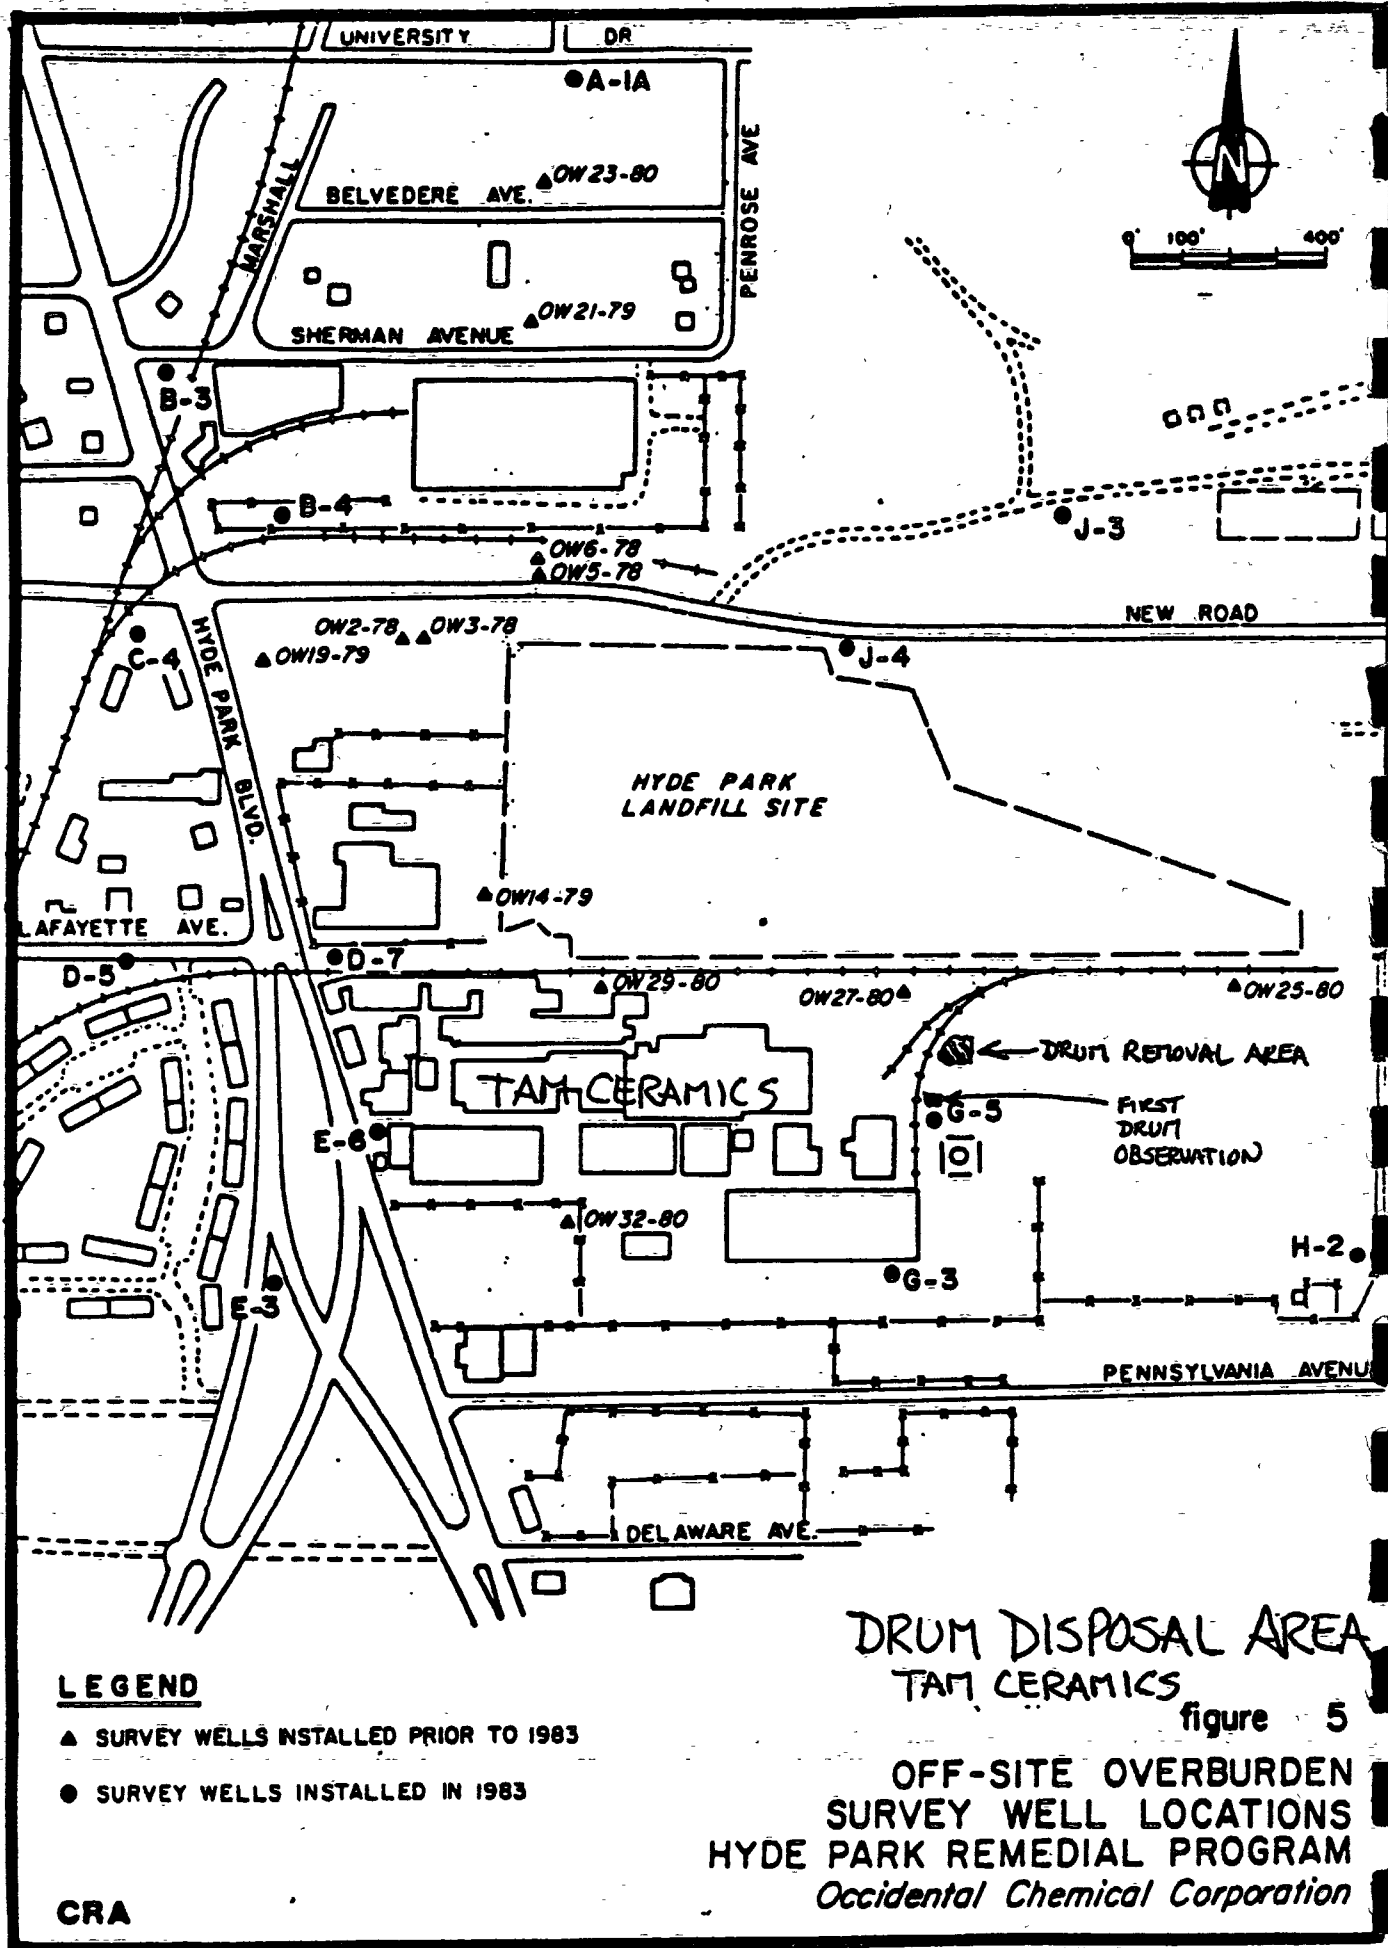 UNIVERSITY DR
A-1A
N
MARSHALL
OW23-80
BELVEDERE AVE.
PENROSE AVE
0' 100' 400'
OW21-79
SHERMAN AVENUE
B-3
B-4
J-3
OW6-78
OW5-78
NEW ROAD
OW2-78
OW3-78
C-4
OW19-79
J-4
HYDE PARK BLVD.
HYDE PARK
LANDFILL SITE
OW14-79
LAFAYETTE AVE.
D-5
D-7
OW29-80
OW27-80
OW25-80
DRUM REMOVAL AREA
TAM CERAMICS
G-5
FIRST
DRUM
OBSERVATION
E-6
OW32-80
H-2
G-3
E-3
PENNSYLVANIA AVENU
DELAWARE AVE.
DRUM DISPOSAL AREA
TAM CERAMICS
figure 5
LEGEND
▲ SURVEY WELLS INSTALLED PRIOR TO 1983
● SURVEY WELLS INSTALLED IN 1983
OFF-SITE OVERBURDEN
SURVEY WELL LOCATIONS
HYDE PARK REMEDIAL PROGRAM
Occidental Chemical Corporation
CRA